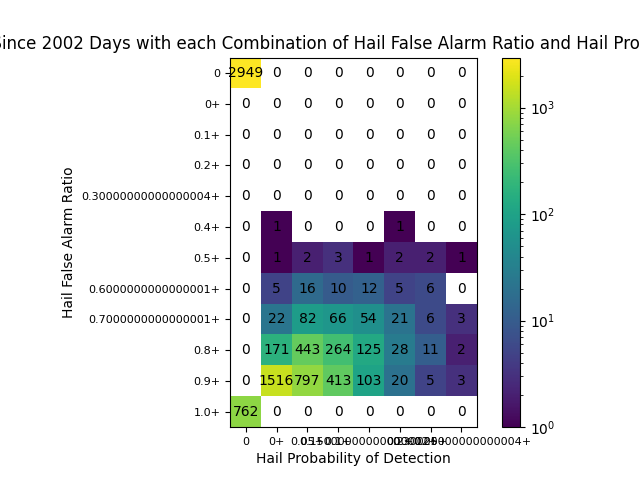 Since 2002 Days with each Combination of Hail False Alarm Ratio and Hail Pro
Hail False Alarm Ratio
0 2949 0 0 0 0 0 0 0
0+ 0 0 0 0 0 0 0 0
0.1+ 0 0 0 0 0 0 0 0
0.2+ 0 0 0 0 0 0 0 0
0.30000000000000004+ 0 0 0 0 0 0 0 0
0.4+ 0 1 0 0 0 1 0 0
0.5+ 0 1 2 3 1 2 2 1
0.6000000000000001+ 0 5 16 10 12 5 6 0
0.7000000000000001+ 0 22 82 66 54 21 6 3
0.8+ 0 171 443 264 125 28 11 2
0.9+ 0 1516 797 413 103 20 5 3
1.0+ 762 0 0 0 0 0 0 0
0 0+
Hail Probability of Detection
10³
10²
10¹
10⁰